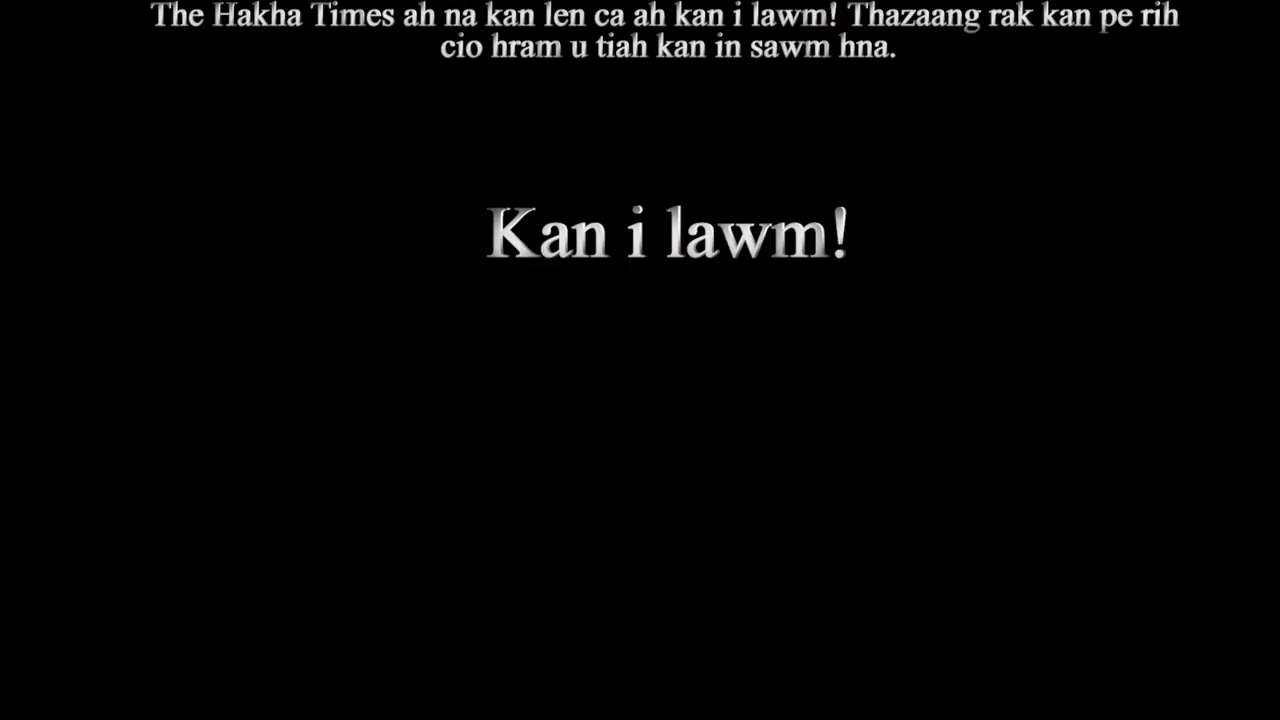 The Hakha Times ah na kan len ca ah kan i lawm! Thazaang rak kan pe rih
cio hram u tiah kan in sawm hna.
Kan i lawm!